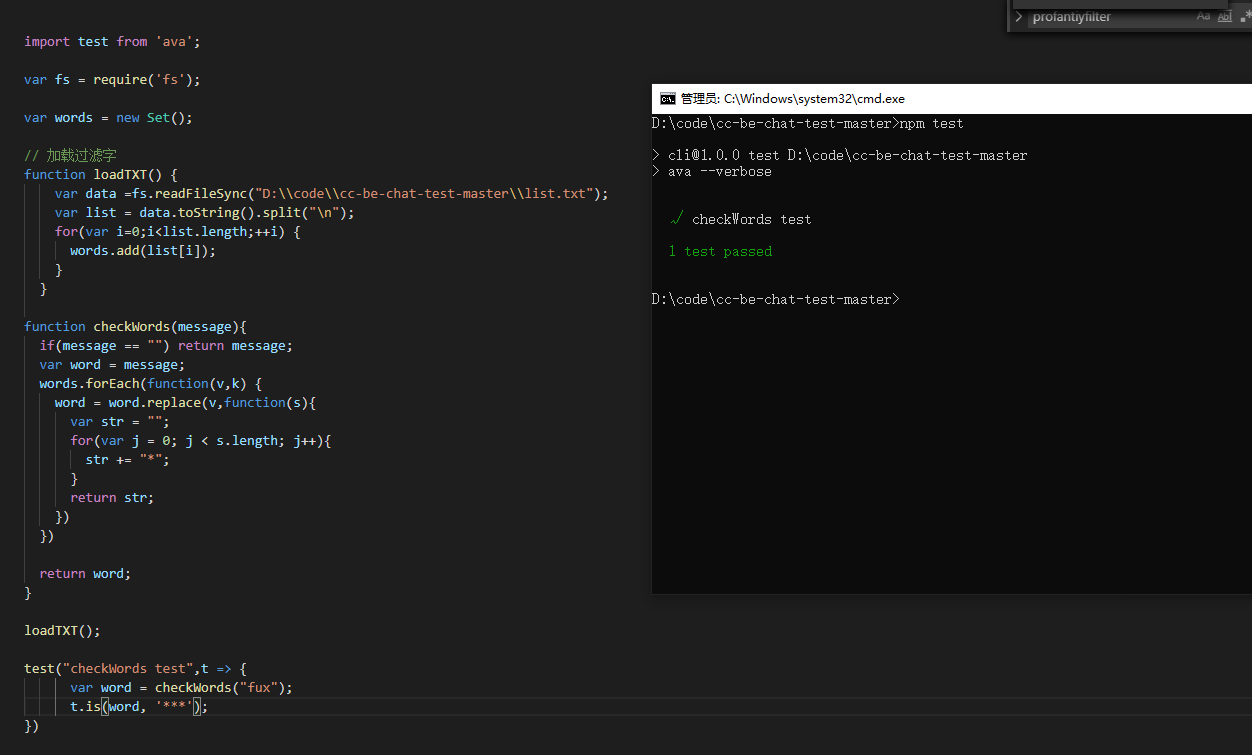 profantiyfilter
Aa Abl .*
import test from 'ava';
var fs = require('fs');
var words = new Set();
// 加载过滤字
function loadTXT() {
var data =fs.readFileSync("D:\\code\\cc-be-chat-test-master\\list.txt");
var list = data.toString().split("\n");
for(var i=0;i<list.length;++i) {
words.add(list[i]);
}
}
function checkWords(message){
if(message == "") return message;
var word = message;
words.forEach(function(v,k) {
word = word.replace(v,function(s){
var str = "";
for(var j = 0; j < s.length; j++){
str += "*";
}
return str;
})
})
return word;
}
loadTXT();
test("checkWords test",t => {
var word = checkWords("fux");
t.is(word, '***');
})
管理员: C:\Windows\system32\cmd.exe
D:\code\cc-be-chat-test-master>npm test
> cli@1.0.0 test D:\code\cc-be-chat-test-master
> ava --verbose
√ checkWords test
1 test passed
D:\code\cc-be-chat-test-master>